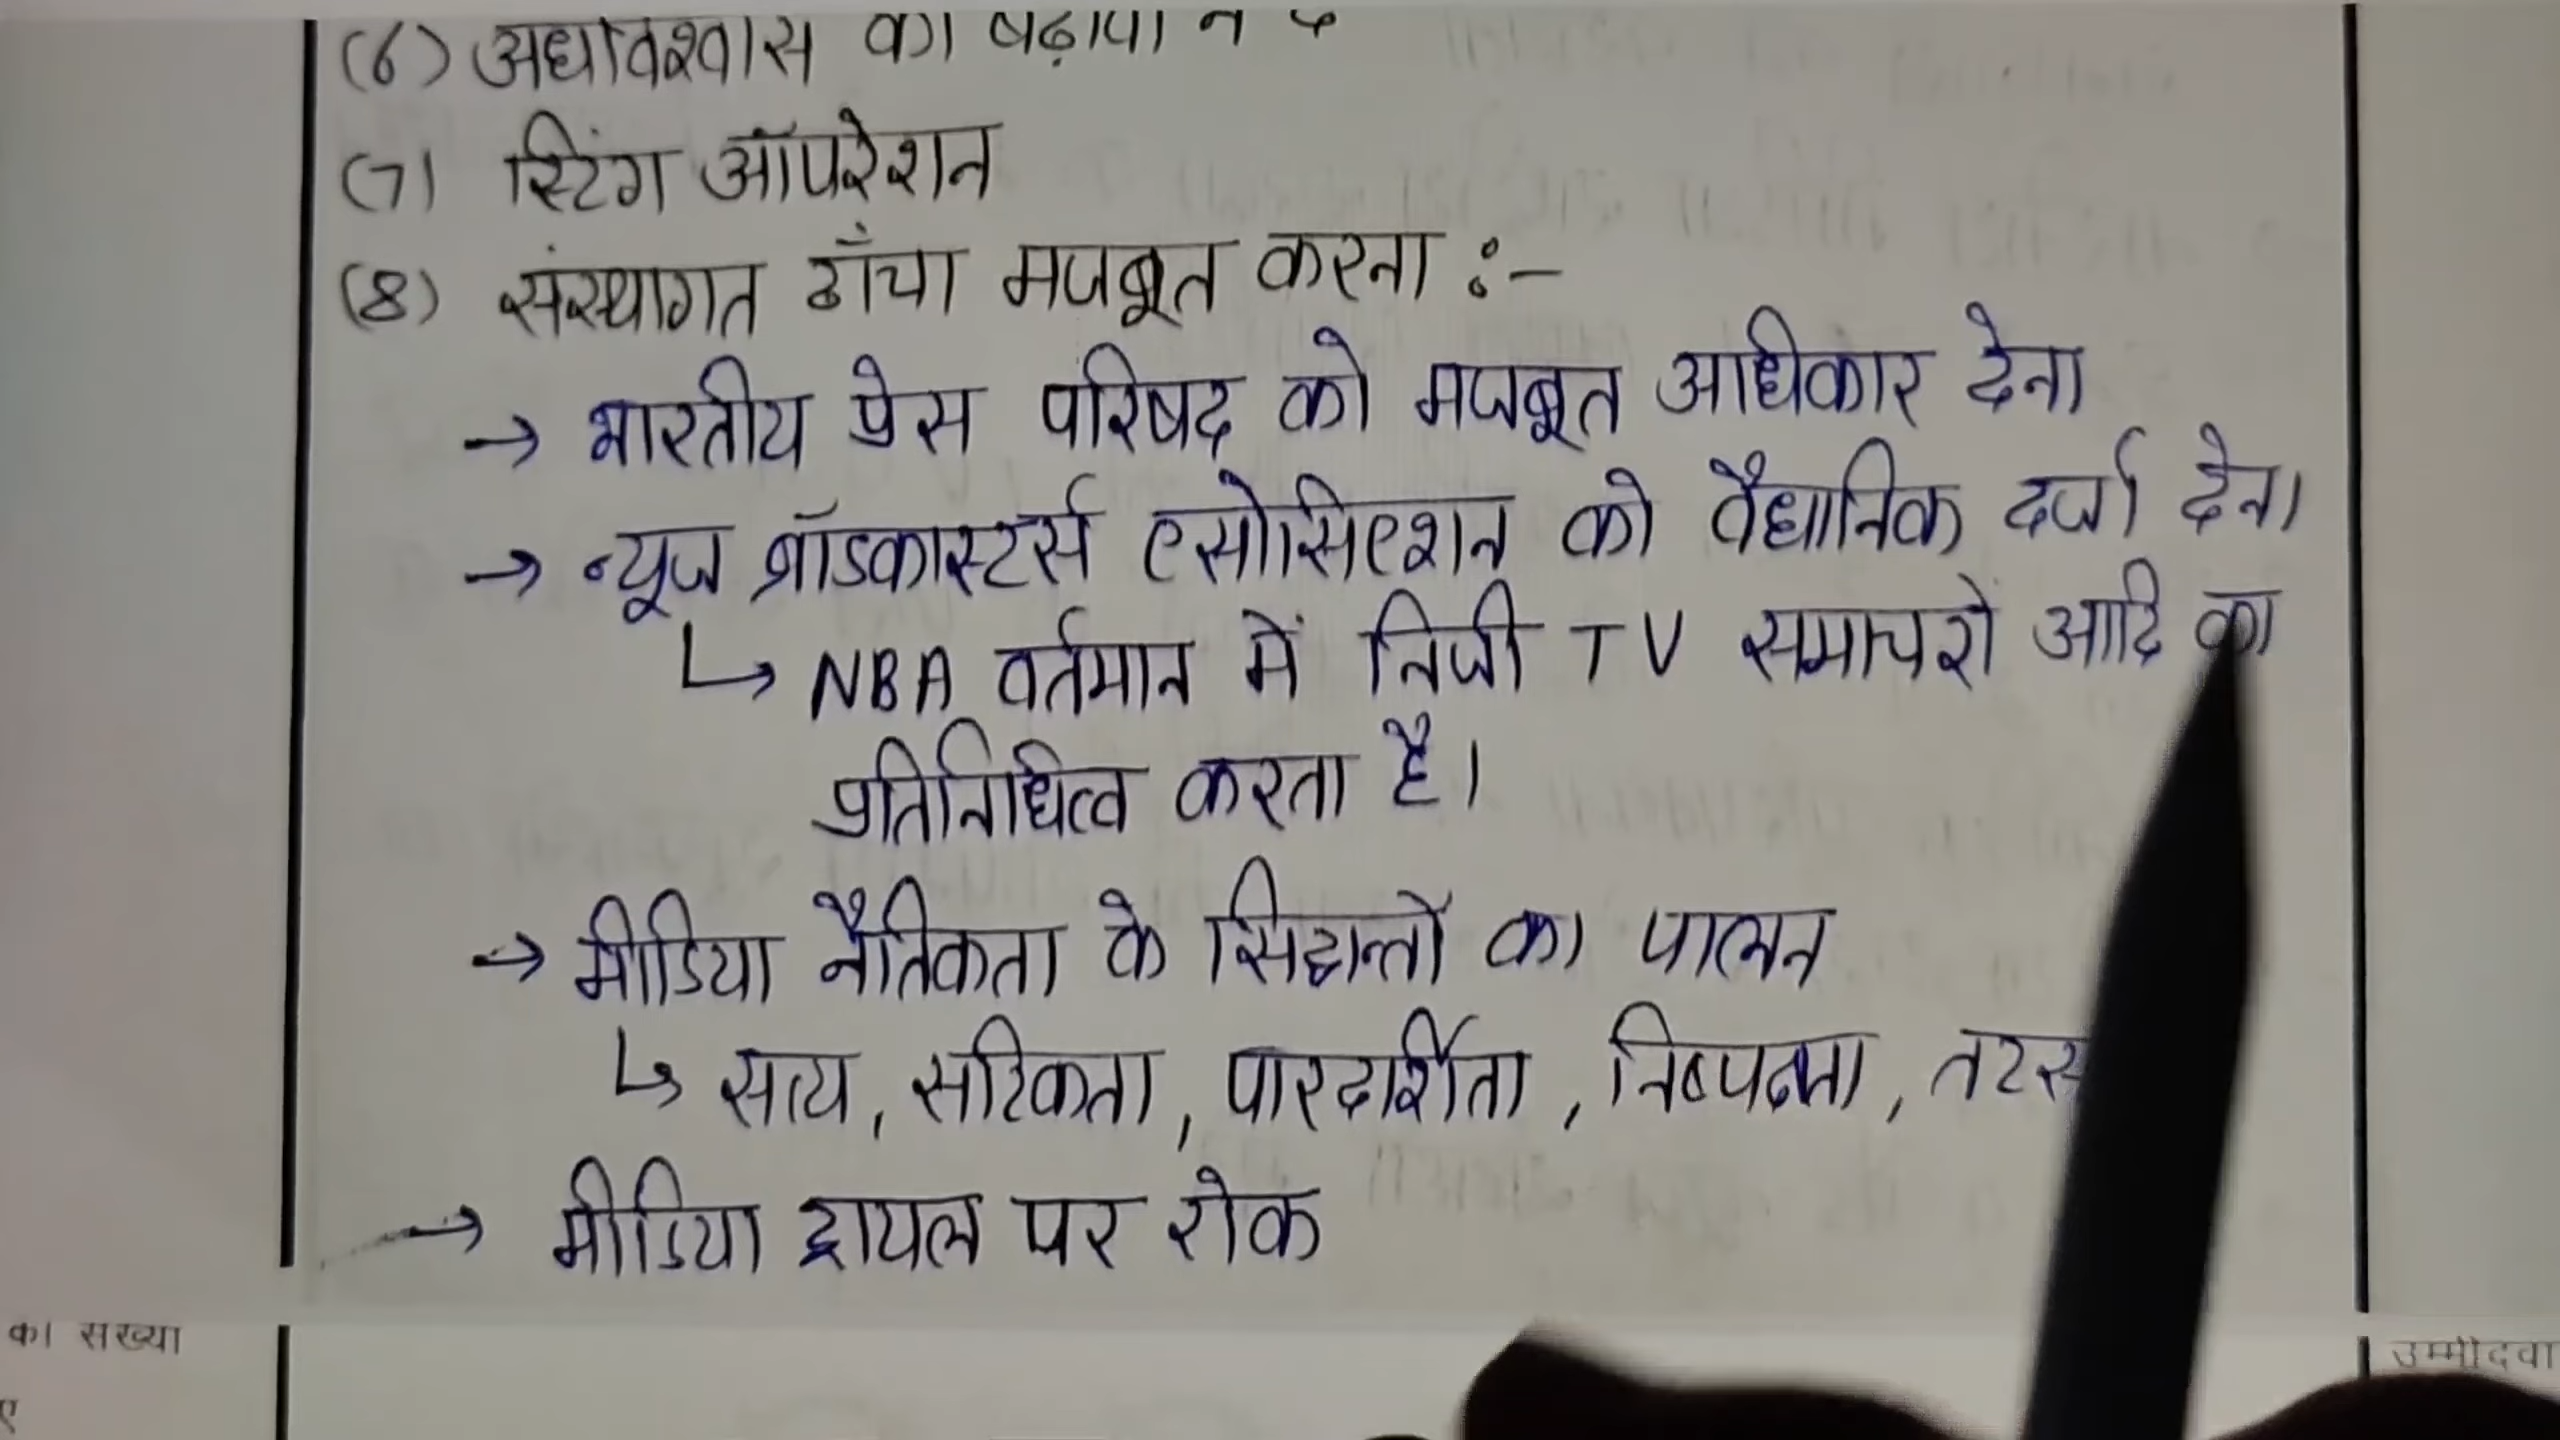 (6) अंधविश्वास को बढ़ावा न दें
(7) स्टिंग ऑपरेशन
(8) संस्थागत ढाँचा मजबूत करना :-
→ भारतीय प्रेस परिषद को मजबूत अधिकार देना
→ न्यूज ब्रॉडकास्टर्स एसोसिएशन को वैधानिक दर्जा देना
↳ NBA वर्तमान में निजी TV समाचरों आदि का
प्रतिनिधित्व करता है।
→ मीडिया नैतिकता के सिद्धान्तों का पालन
↳ सत्य, सटिकता, पारदर्शिता, निष्पक्षता,
→ मीडिया ट्रायल पर रोक
का संख्या